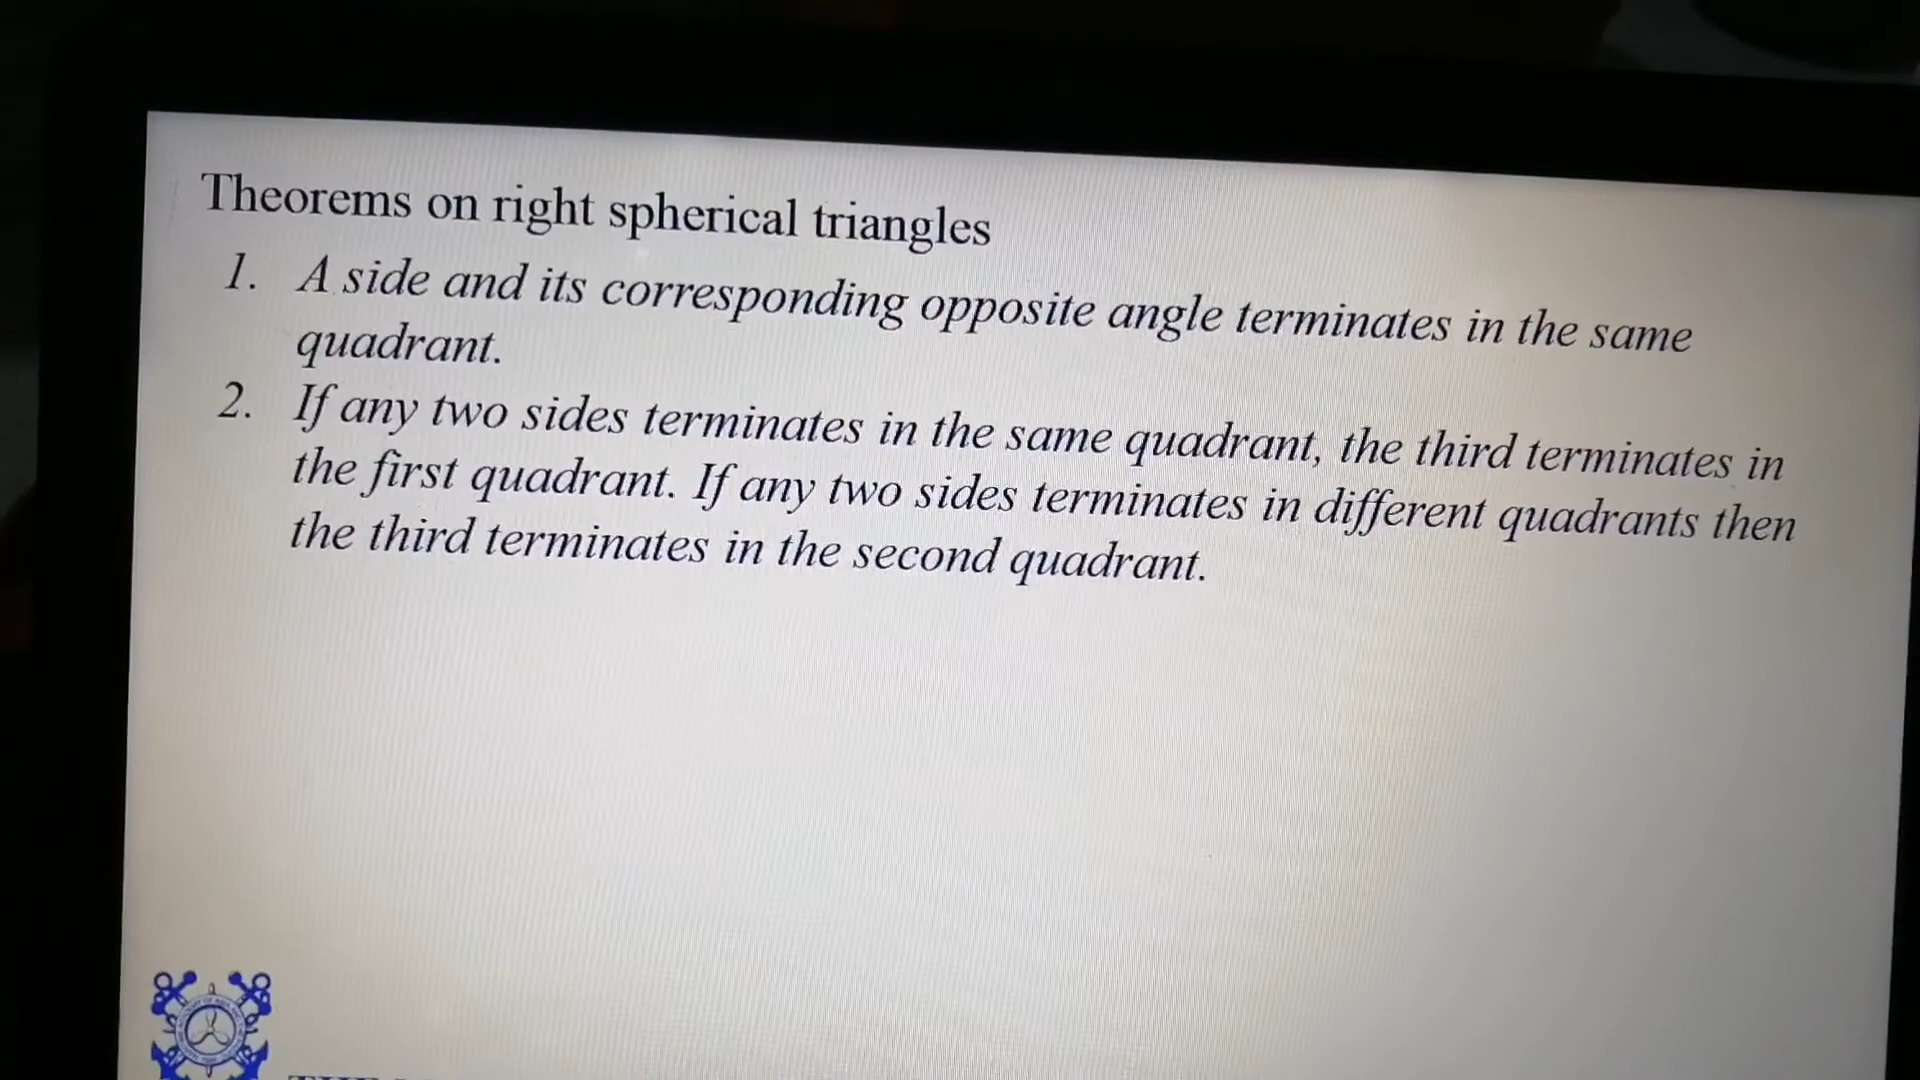 Theorems on right spherical triangles
1. A side and its corresponding opposite angle terminates in the same
quadrant.
2. If any two sides terminates in the same quadrant, the third terminates in
the first quadrant. If any two sides terminates in different quadrants then
the third terminates in the second quadrant.